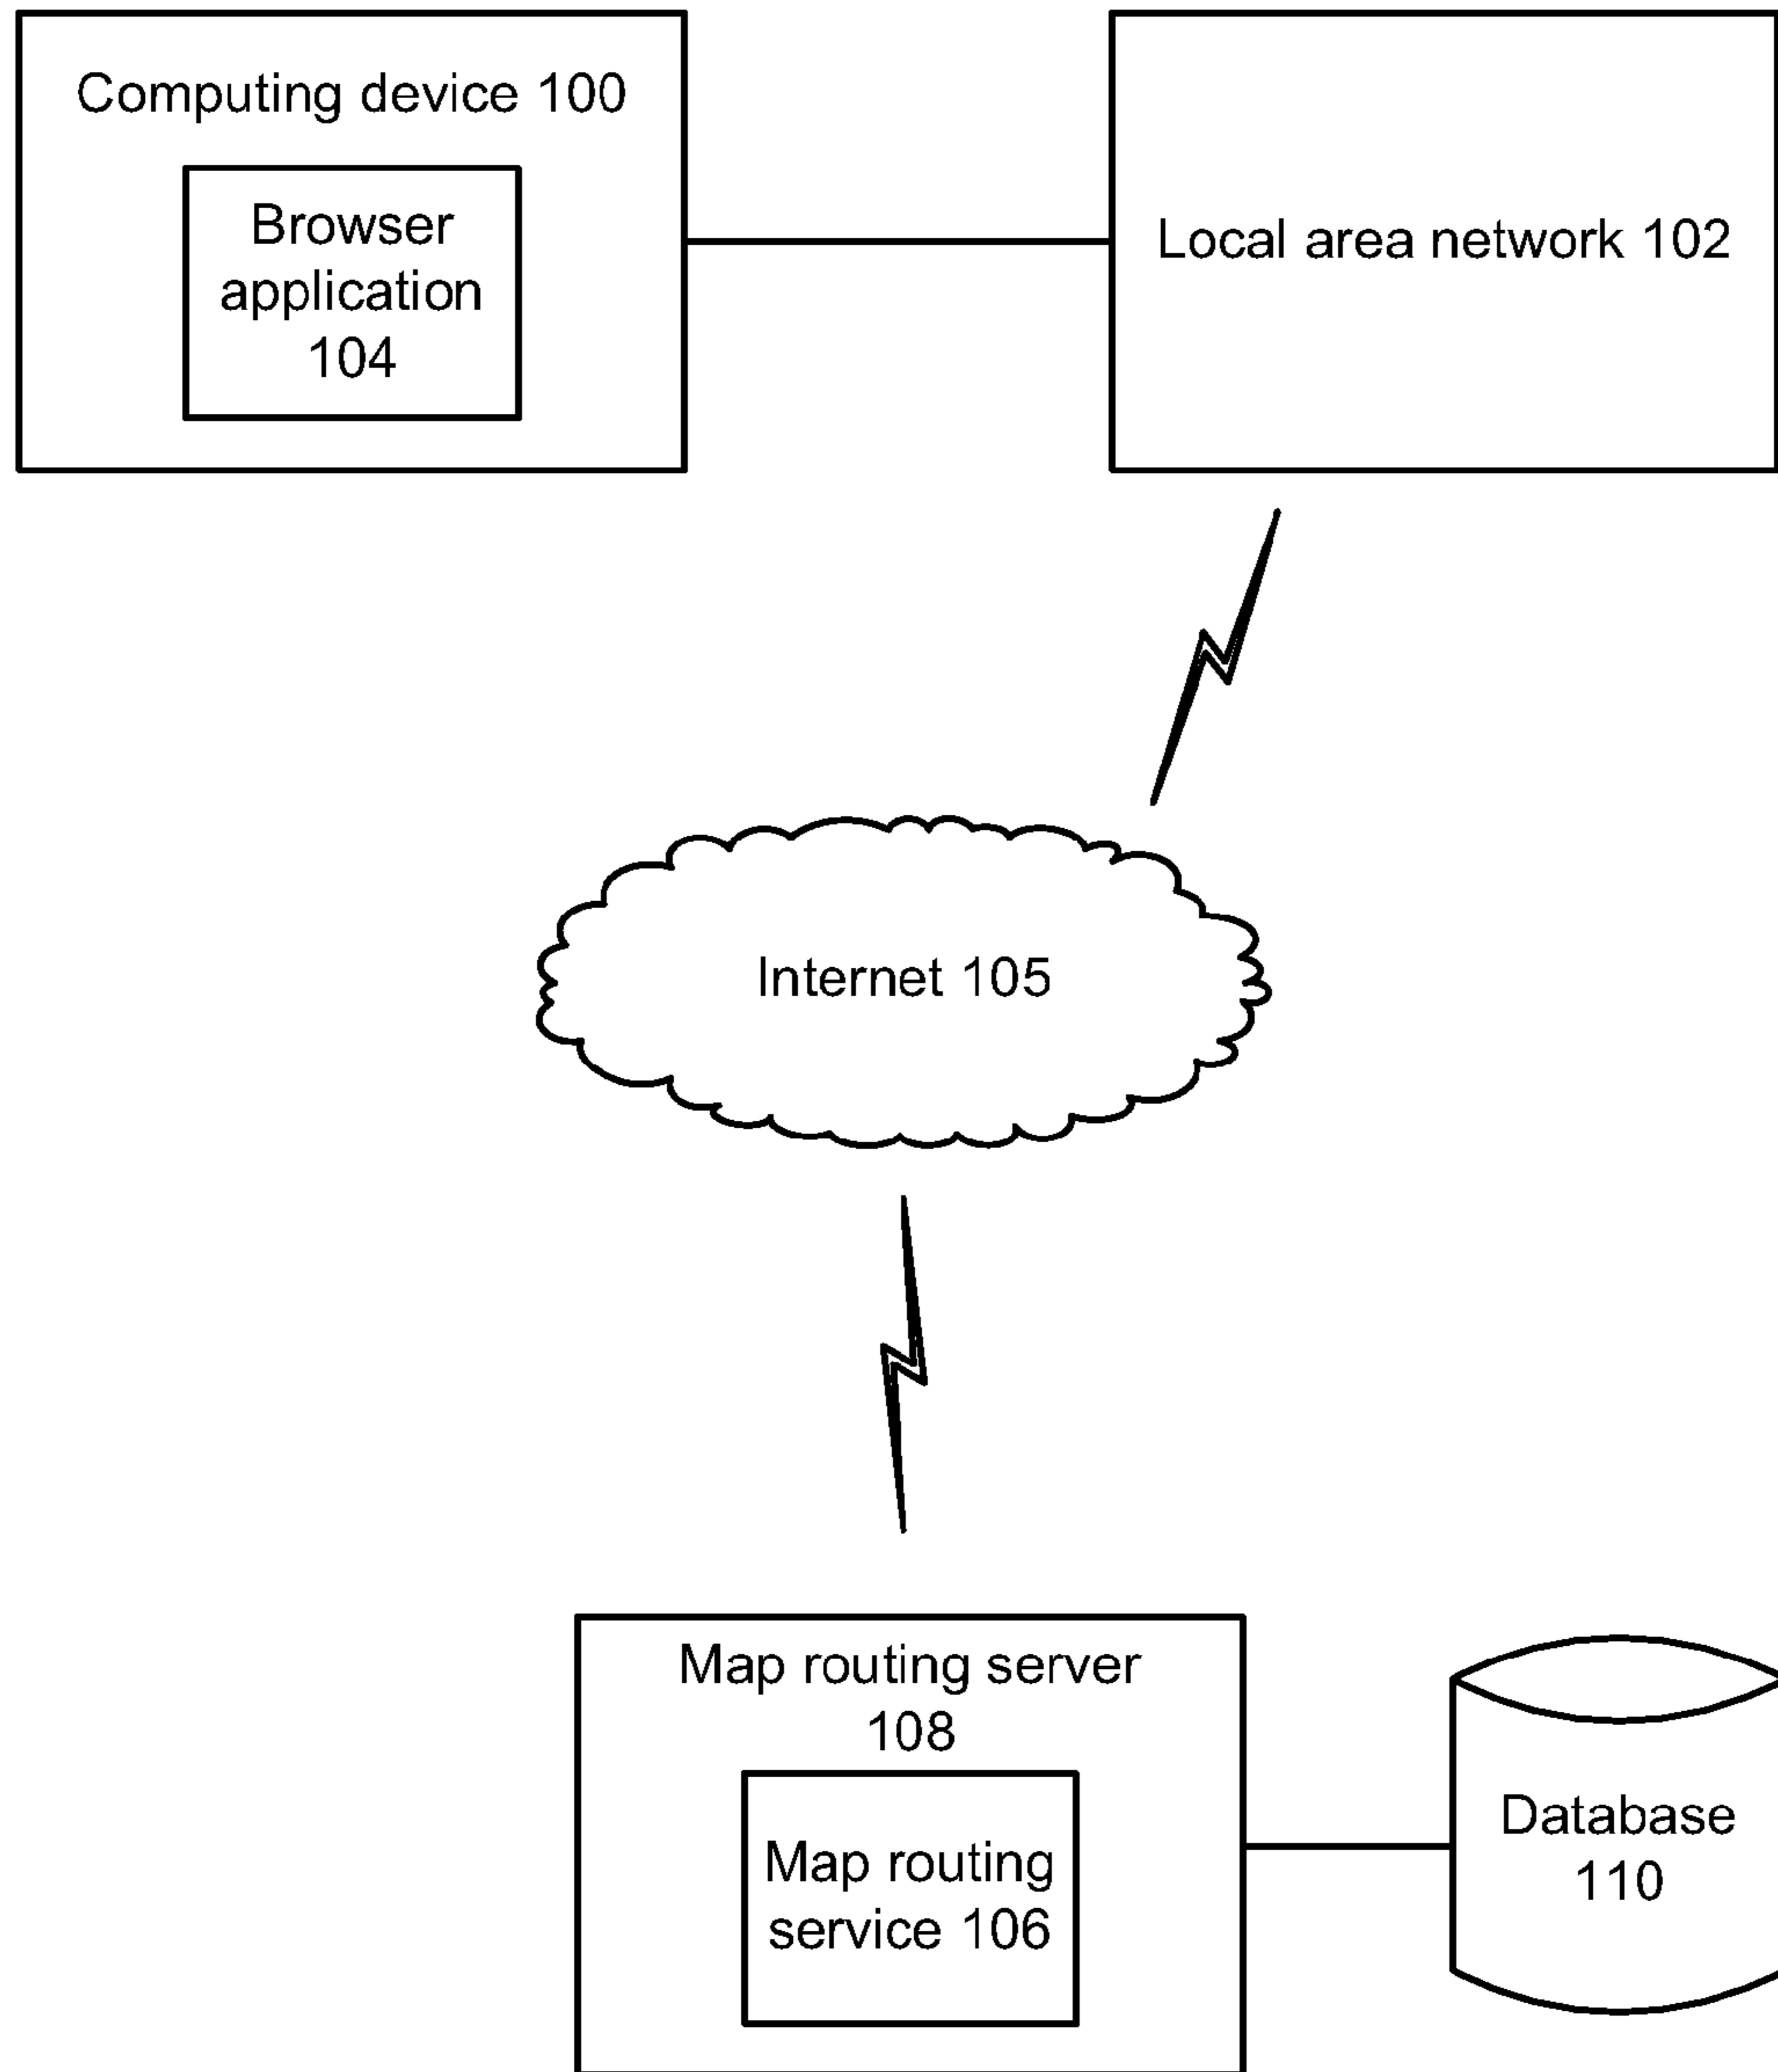 Computing device 100
Browser
application
104
Local area network 102
Internet 105
Map routing server
108
Map routing
service 106
Database
110